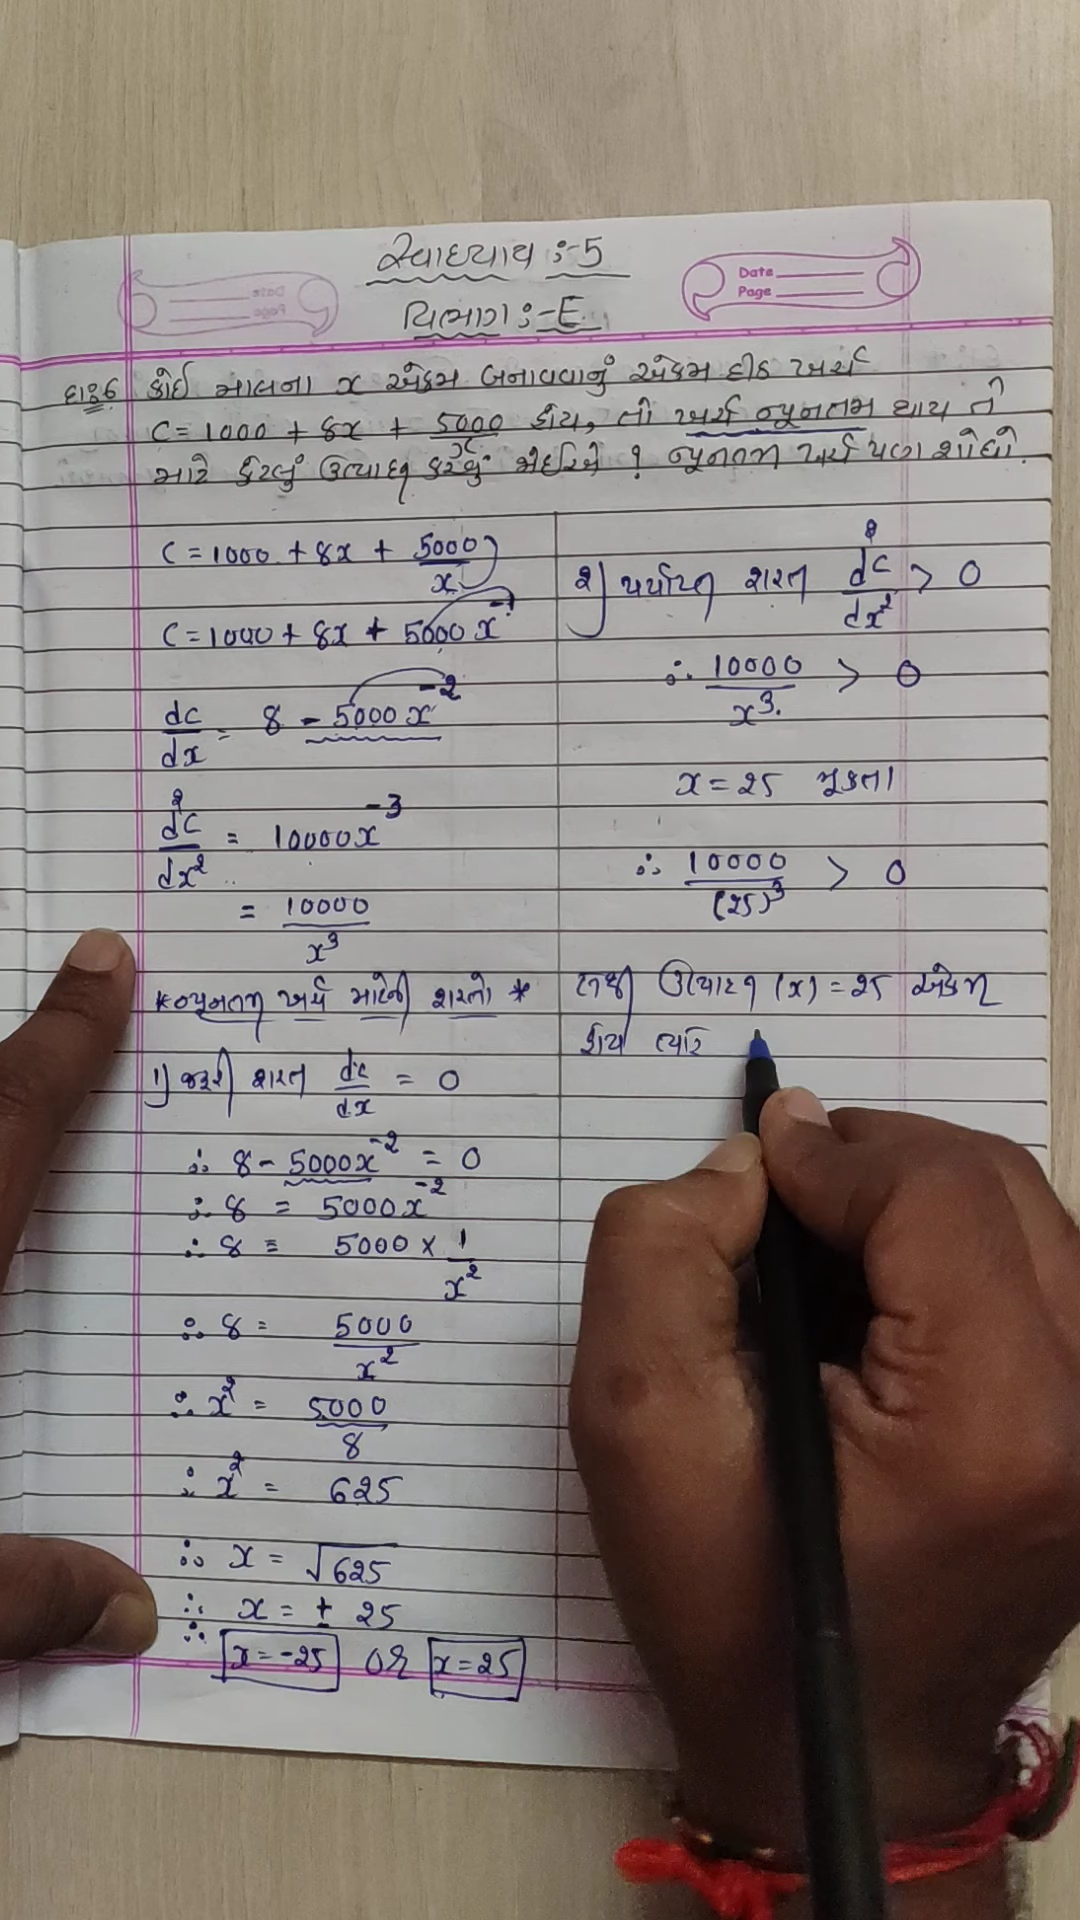 સ્વાધ્યાય :-5
વિભાગ :-E
Date
Page
દા.6 કોઈ માલના x એકમ બનાવવાનું એકમ દીઠ ખર્ચ
C = 1000 + 8x + 5000/x હોય, તો ખર્ચ ન્યૂનતમ થાય તે
માટે કેટલું ઉત્પાદન કરવું જોઈએ ? ન્યૂનતમ ખર્ચ પણ શોધો.
C = 1000 + 8x + 5000/x
C = 1000 + 8x + 5000x⁻¹
dc/dx = 8 - 5000x⁻²
d²c/dx² = 10000x⁻³
= 10000/x³
* ન્યૂનતમ ખર્ચ માટેની શરતો *
1) જરૂરી શરત dc/dx = 0
∴ 8 - 5000x⁻² = 0
∴ 8 = 5000x⁻²
∴ 8 = 5000 × 1/x²
∴ 8 = 5000/x²
∴ x² = 5000/8
∴ x² = 625
∴ x = √625
∴ x = ± 25
∴ x = -25 OR x = 25
2) પર્યાપ્ત શરત d²c/dx² > 0
∴ 10000/x³ > 0
x = 25 મુકતા
∴ 10000/(25)³ > 0
આથી ઉત્પાદન (x) = 25 એકમ
હોય ત્યારે